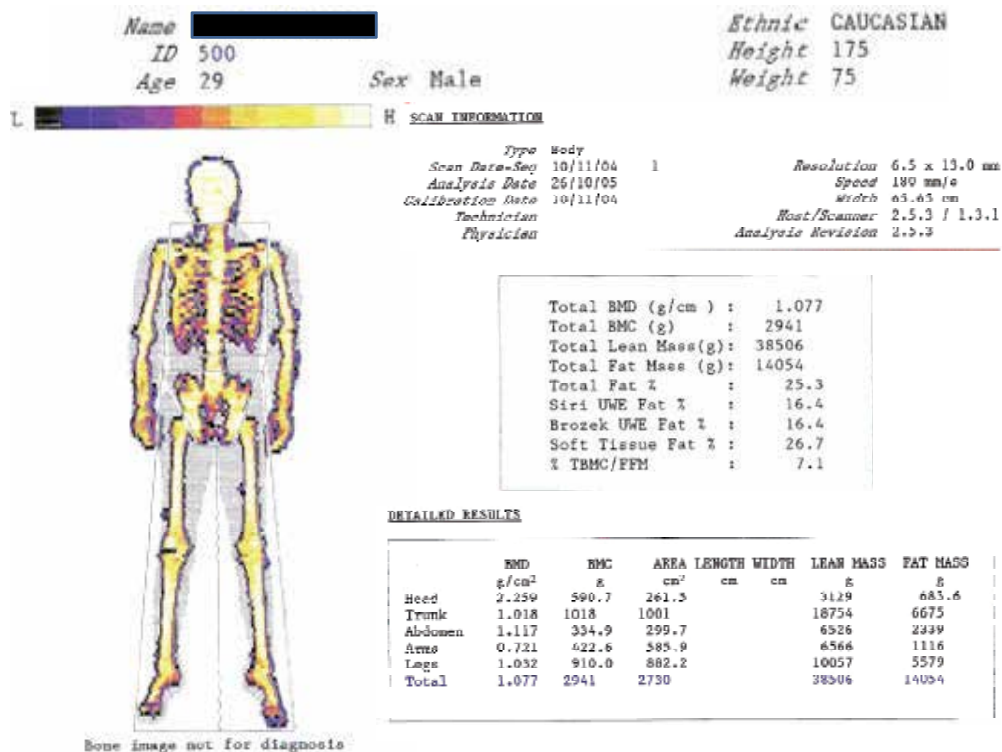 Name
ID 500
Age 29 Sex Male
Ethnic CAUCASIAN
Height 175
Weight 75
L H
SCAN INFORMATION
Type Body
Scan Date-Seq 10/11/04 1
Analysis Date 26/10/05
Calibration Date 10/11/04
Technician
Physician
Resolution 6.5 x 13.0 mm
Speed 180 mm/s
Width 65.65 cm
Host/Scanner 2.5.3 / 1.3.1
Analysis Revision 2.5.3
Total BMD (g/cm ) : 1.077
Total BMC (g) : 2941
Total Lean Mass(g): 38506
Total Fat Mass (g): 14054
Total Fat % : 25.3
Siri UWE Fat % : 16.4
Brozek UWE Fat % : 16.4
Soft Tissue Fat % : 26.7
% TBMC/FFM : 7.1
DETAILED RESULTS
BMD BMC AREA LENGTH WIDTH LEAN MASS FAT MASS
g/cm² g cm² cm cm g g
Head 2.259 590.7 261.5 3129 683.6
Trunk 1.018 1018 1001 18754 6675
Abdomen 1.117 334.9 299.7 6526 2339
Arms 0.721 422.6 585.9 6566 1116
Legs 1.032 910.0 882.2 10057 5579
Total 1.077 2941 2730 38506 14054
Bone image not for diagnosis